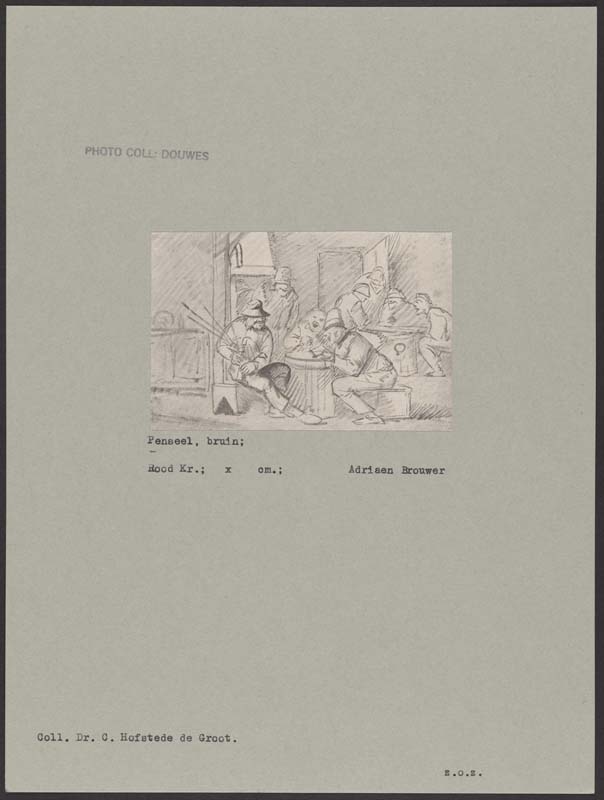 PHOTO COLL: DOUWES
Penseel, bruin;
Rood Kr.; x cm.; Adriaen Brouwer
Coll. Dr. C. Hofstede de Groot.
z.o.z.